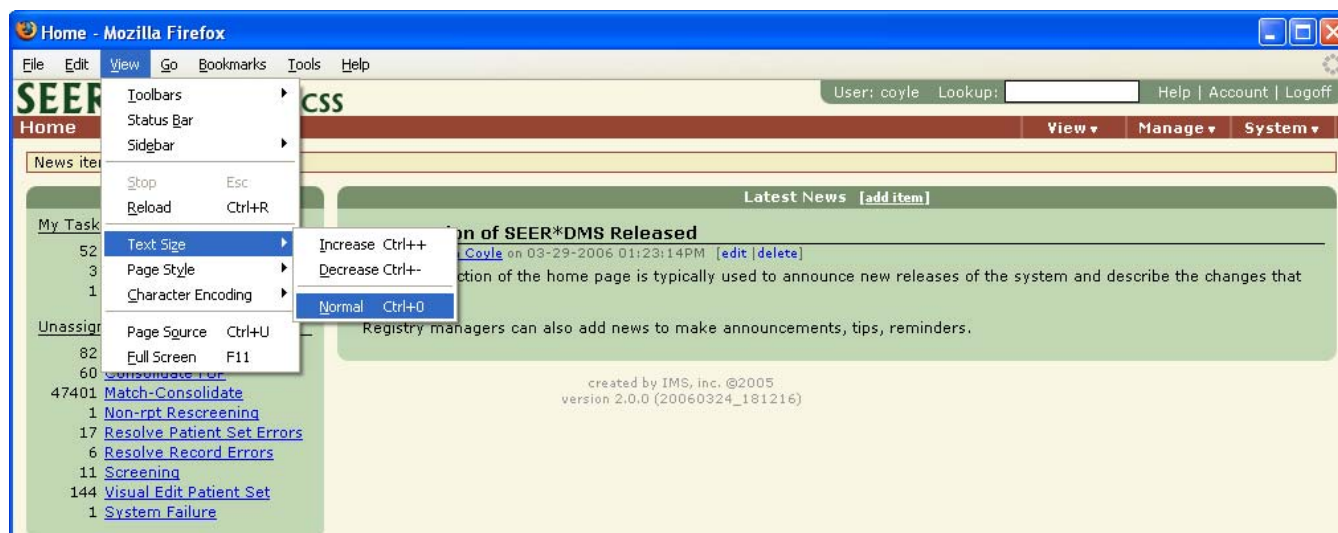 Home - Mozilla Firefox
File Edit View Go Bookmarks Tools Help
SEER CSS
User: coyle Lookup: Help | Account | Logoff
Home View Manage System
Toolbars
Status Bar
Sidebar
Stop Esc
Reload Ctrl+R
Text Size
Page Style
Character Encoding
Page Source Ctrl+U
Full Screen F11
Increase Ctrl++
Decrease Ctrl+-
Normal Ctrl+0
News
Latest News [add item]
of SEER*DMS Released
Coyle on 03-29-2006 01:23:14PM [edit |delete]
of the home page is typically used to announce new releases of the system and describe the changes that
Registry managers can also add news to make announcements, tips, reminders.
created by IMS, inc. @2005
version 2.0.0 (20060324_181216)
My Task
52
3
1
82
60
47401 Match-Consolidate
1 Non-rpt Rescreening
17 Resolve Patient Set Errors
6 Resolve Record Errors
11 Screening
144 Visual Edit Patient Set
1 System Failure